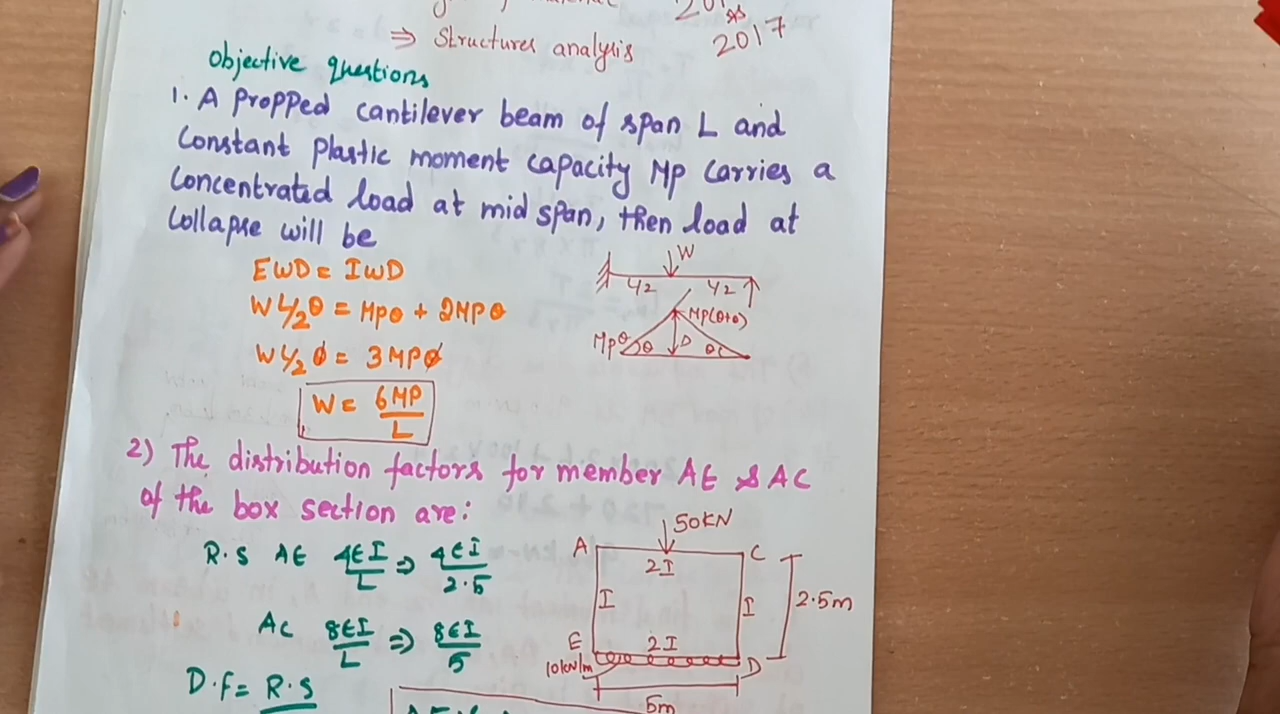 ⇒ Structures analysis
2017
Objective questions
1. A Propped cantilever beam of span L and
Constant Plastic moment capacity Mp Carries a
Concentrated load at mid span, then load at
Collapse will be
EWD = IWD
W L/2 θ = Mpθ + 2MPθ
W L/2 θ = 3MPθ
W = 6MP/L
W
L/2 L/2
Mp(θ+θ)
Mpθ θ D θ
2) The distribution factors for member AE & AC
of the box section are:
R.S AE 4EI/L ⇒ 4EI/2.5
AC 8EI/L ⇒ 8EI/5
D.F = R.S
50KN
A C
2I
I I 2.5m
E 2I D
10KN/m
5m